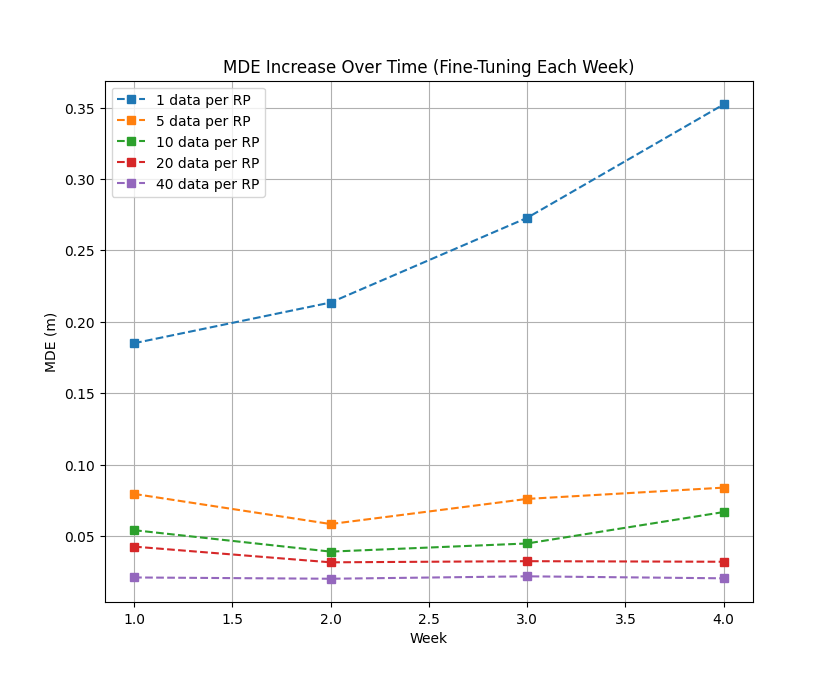 MDE Increase Over Time (Fine-Tuning Each Week)
1 data per RP
5 data per RP
10 data per RP
20 data per RP
40 data per RP
0.35
0.30
0.25
0.20
0.15
0.10
0.05
MDE (m)
1.0 1.5 2.0 2.5 3.0 3.5 4.0
Week